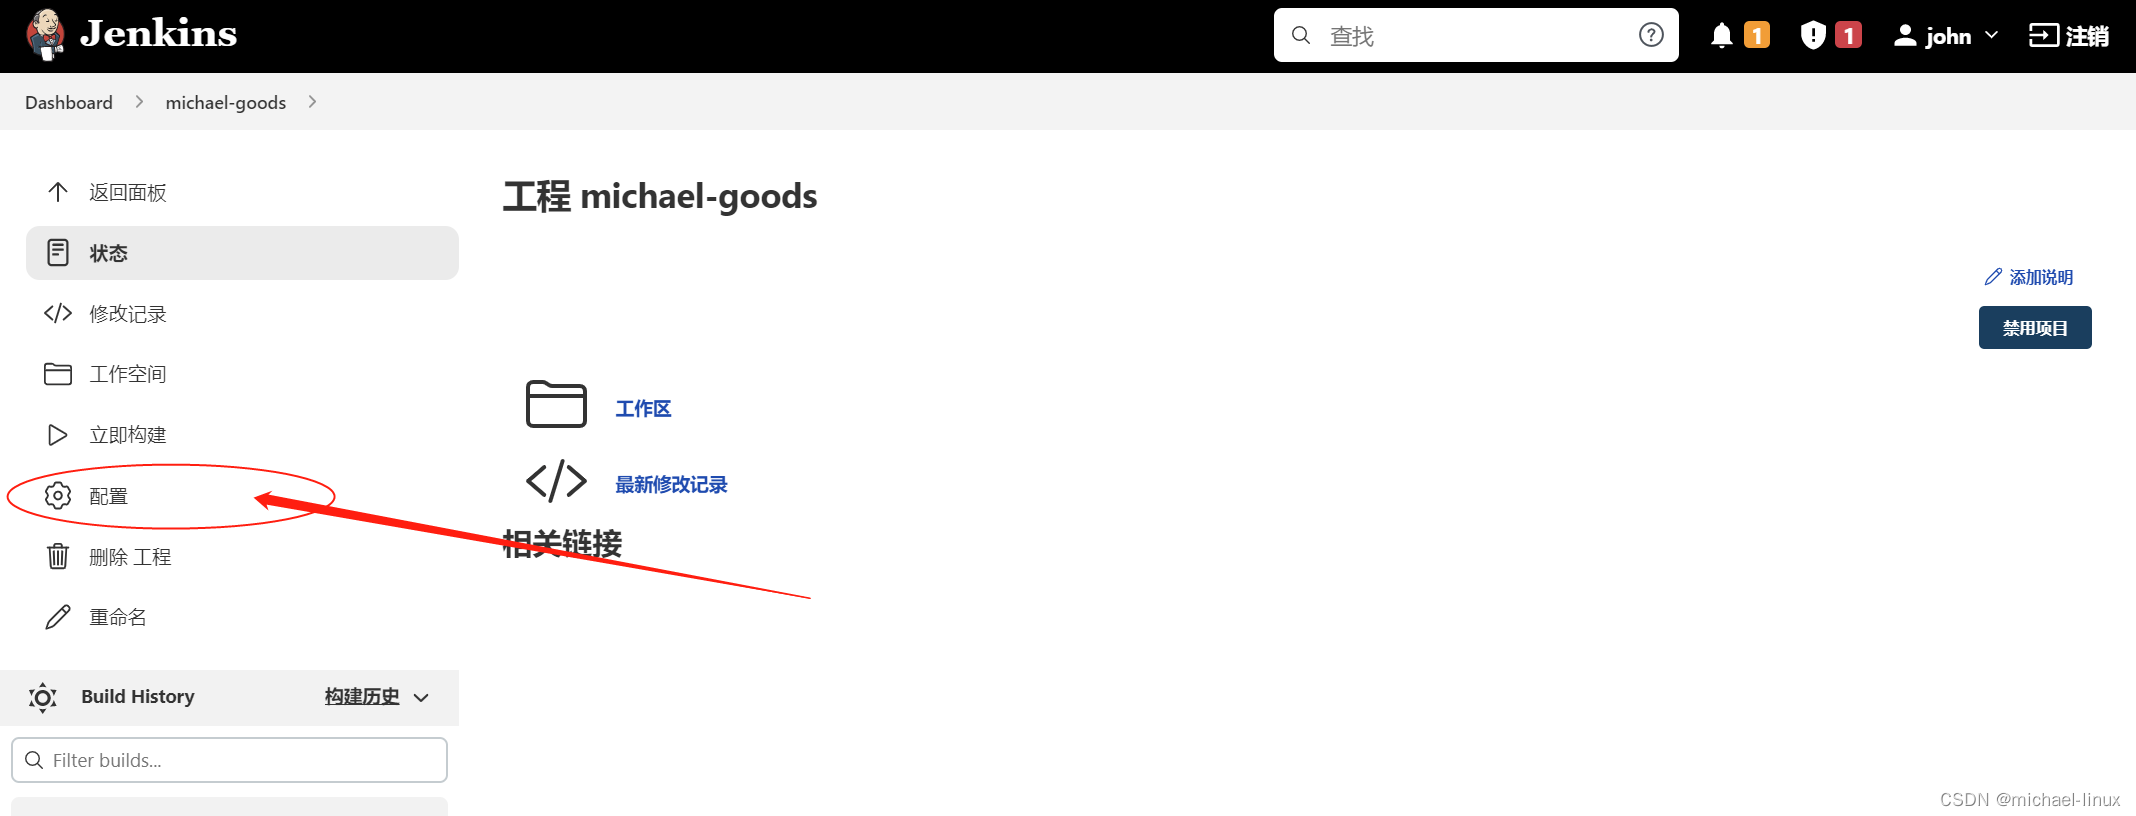 Jenkins
查找
1
1
john
注销
Dashboard
michael-goods
返回面板
状态
修改记录
工作空间
立即构建
配置
删除 工程
重命名
Build History
构建历史
Filter builds...
工程 michael-goods
添加说明
禁用项目
工作区
最新修改记录
相关链接
CSDN @michael-linux